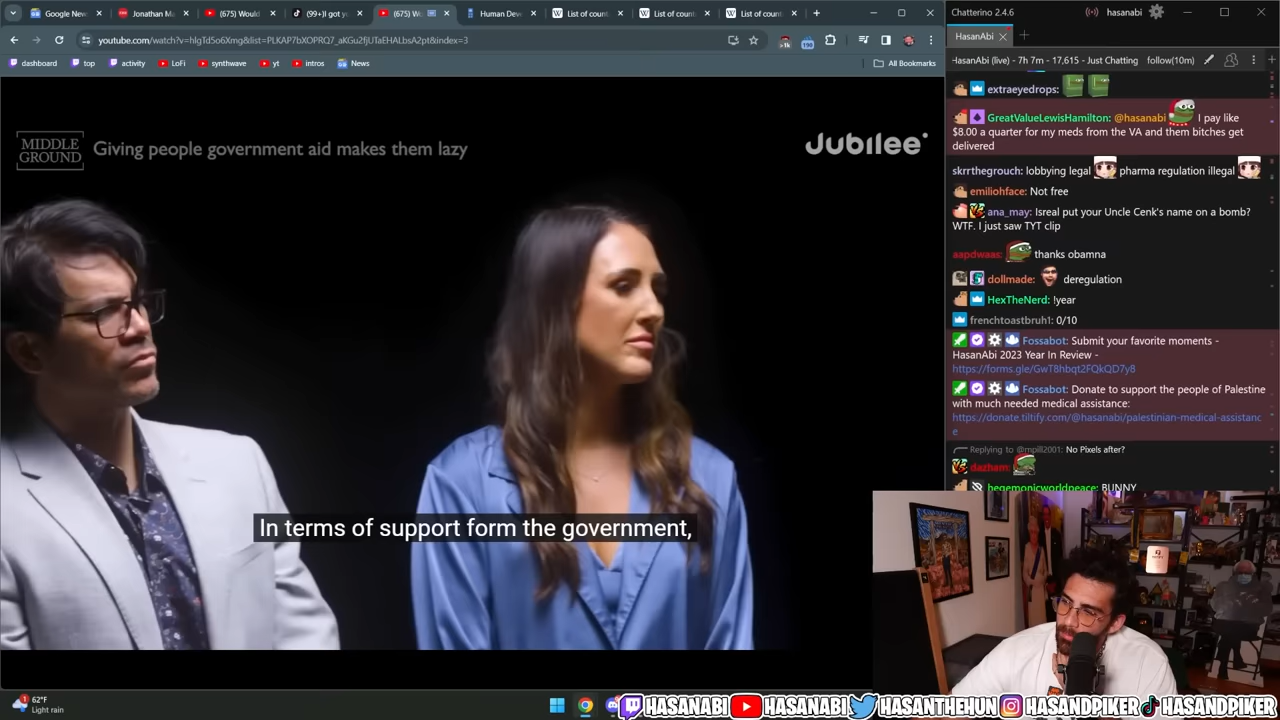 Google New
Jonathan M
(675) Would
(99+)I got y
(675) W
Human Dev
List of coun
List of coun
List of coun
youtube.com/watch?v=hlgTd5o6Xmg&list=PLKAP7bXOPRQ7_aKGu2fjUTaEHALbsA2pt&index=3
dashboard
top
activity
LoFi
synthwave
yt
intros
News
All Bookmarks
MIDDLE
GROUND
Giving people government aid makes them lazy
Jubilee
In terms of support form the government,
Chatterino 2.4.6
hasanabi
HasanAbi
HasanAbi (live) - 7h 7m - 17,615 - Just Chatting
follow(10m)
extraeyedrops:
GreatValueLewisHamilton: @hasanabi I pay like
$8.00 a quarter for my meds from the VA and them bitches get
delivered
skrrthegrouch: lobbying legal pharma regulation illegal
emiliohface: Not free
ana_may: Isreal put your Uncle Cenk's name on a bomb?
WTF. I just saw TYT clip
aapdwaas: thanks obamna
dollmade: deregulation
HexTheNerd: !year
frenchtoastbruh1: 0/10
Fossabot: Submit your favorite moments -
HasanAbi 2023 Year In Review -
https://forms.gle/GwT8hbqt2FQkQD7y8
Fossabot: Donate to support the people of Palestine
with much needed medical assistance:
https://donate.tiltify.com/@hasanabi/palestinian-medical-assistanc
e
Replying to @mpill2001: No Pixels after?
dazham:
hegemonicworldpeace: BUNNY
62°F
Light rain
HASANABI
HASANABI
HASANTHEHUN
HASANDPIKER
HASANDPIKER